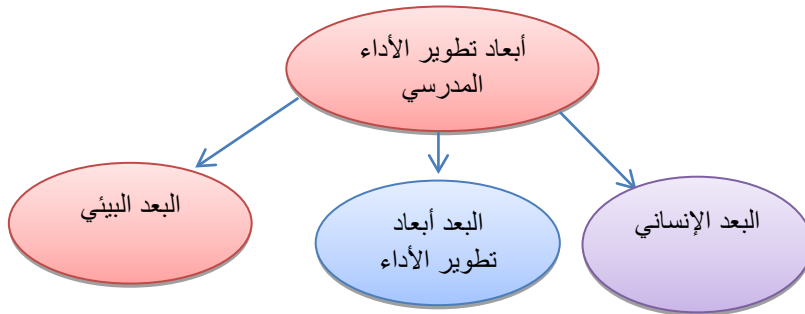 أبعاد تطوير الأداء
المدرسي
البعد الإنساني
البعد أبعاد
تطوير الأداء
البعد البيئي